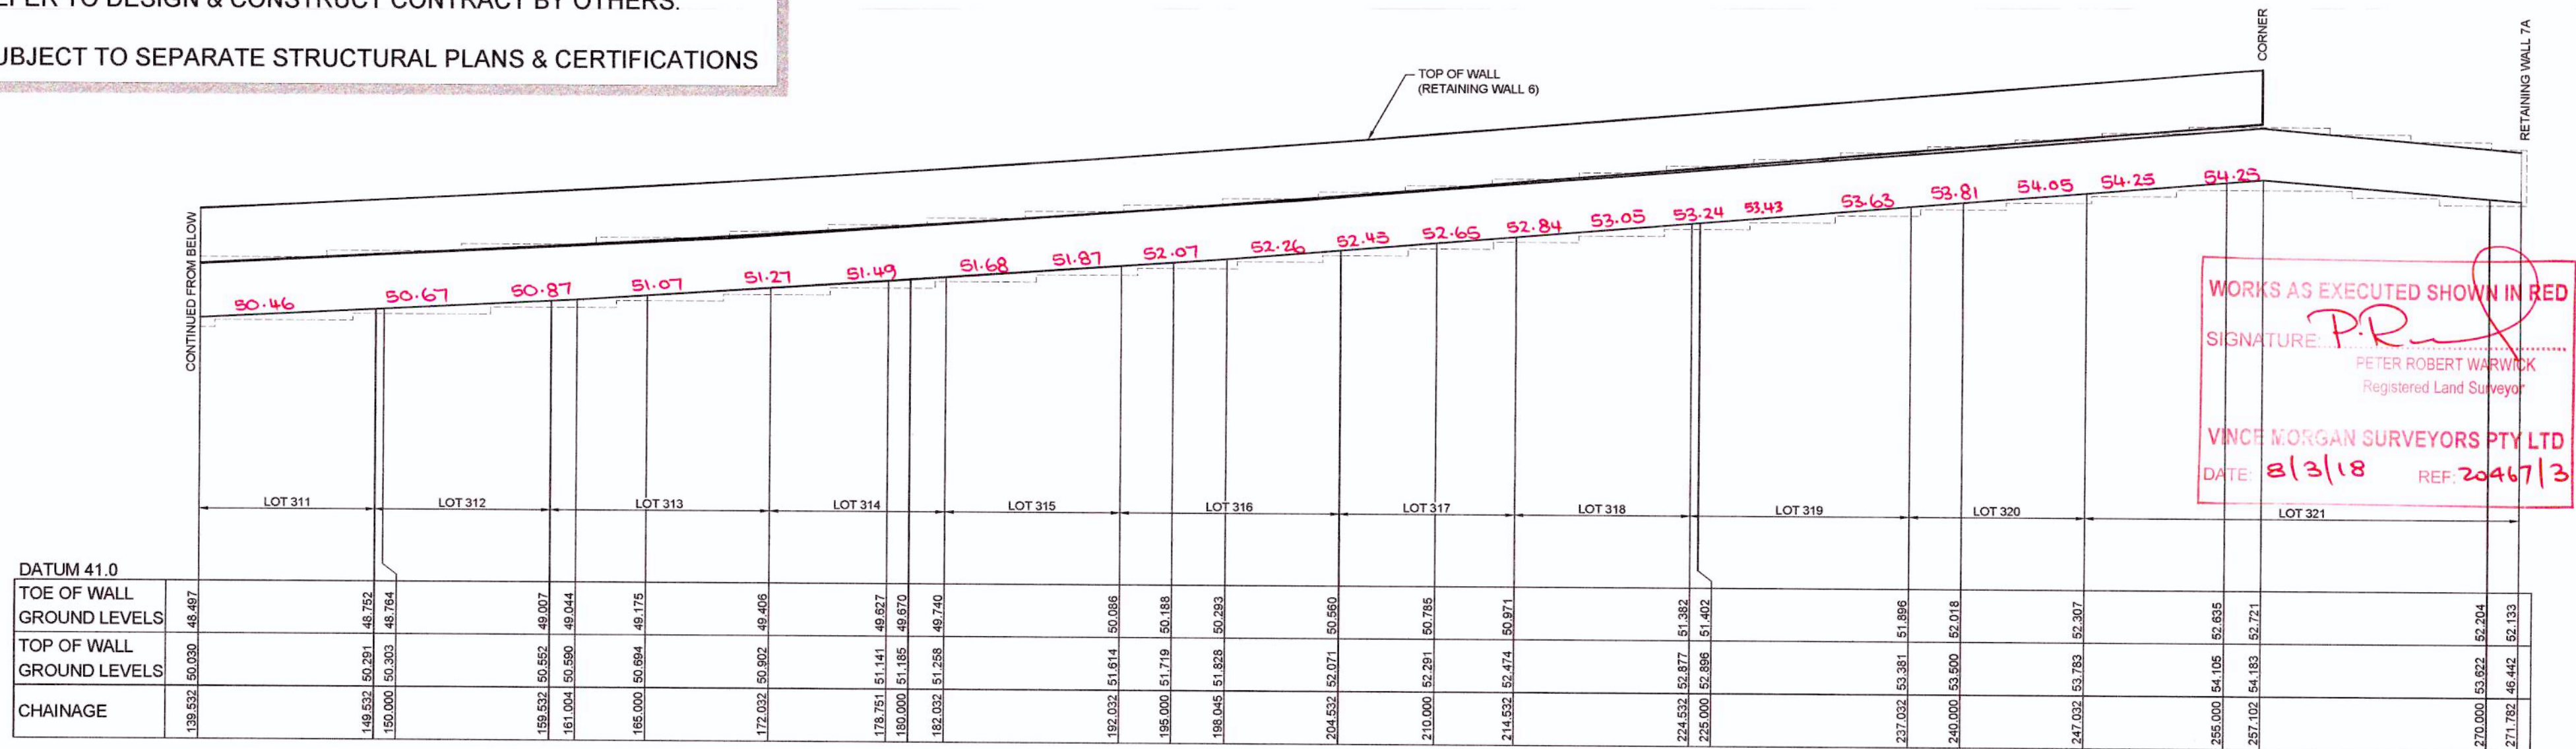 REFER TO DESIGN & CONSTRUCT CONTRACT BY OTHERS.
SUBJECT TO SEPARATE STRUCTURAL PLANS & CERTIFICATIONS
TOP OF WALL
(RETAINING WALL 6)
CORNER
RETAINING WALL 7A
CONTINUED FROM BELOW
50.46 50.67 50.87 51.07 51.27 51.49 51.68 51.87 52.07 52.26 52.45 52.65 52.84 53.05 53.24 53.43 53.63 53.81 54.05 54.25 54.25
WORKS AS EXECUTED SHOWN IN RED
SIGNATURE: P.R
PETER ROBERT WARWICK
Registered Land Surveyor
VINCE MORGAN SURVEYORS PTY LTD
DATE: 8/3/18 REF: 20467/3
LOT 311 LOT 312 LOT 313 LOT 314 LOT 315 LOT 316 LOT 317 LOT 318 LOT 319 LOT 320 LOT 321
DATUM 41.0
TOE OF WALL
GROUND LEVELS 48.497 48.752 48.764 49.007 49.044 49.175 49.406 49.627 49.670 49.740 50.086 50.188 50.293 50.560 50.785 50.971 51.382 51.402 51.896 52.018 52.307 52.635 52.721 52.204 52.133
TOP OF WALL
GROUND LEVELS 50.030 50.291 50.303 50.552 50.590 50.694 50.902 51.141 51.185 51.258 51.614 51.719 51.828 52.071 52.291 52.474 52.877 52.896 53.381 53.500 53.783 54.105 54.183 53.622 46.442
CHAINAGE 139.532 149.532 150.000 159.532 161.004 165.000 172.032 178.751 180.000 182.032 192.032 195.000 198.045 204.532 210.000 214.532 224.532 225.000 237.032 240.000 247.032 255.000 257.102 270.000 271.782